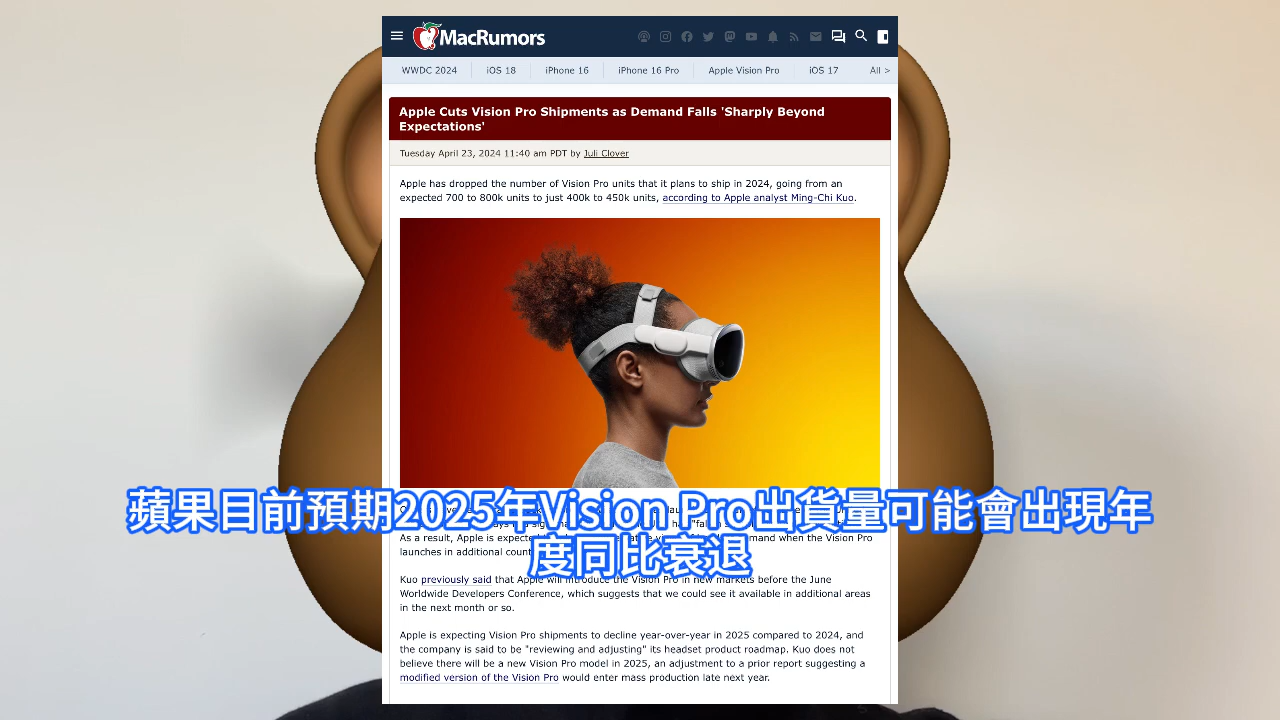 MacRumors
WWDC 2024
iOS 18
iPhone 16
iPhone 16 Pro
Apple Vision Pro
iOS 17
All >
Apple Cuts Vision Pro Shipments as Demand Falls 'Sharply Beyond
Expectations'
Tuesday April 23, 2024 11:40 am PDT by Juli Clover
Apple has dropped the number of Vision Pro units that it plans to ship in 2024, going from an
expected 700 to 800k units to just 400k to 450k units, according to Apple analyst Ming-Chi Kuo.
蘋果目前預期2025年Vision Pro出貨量可能會出現年
度同比衰退
As a result, Apple is expected
demand when the Vision Pro
launches in additional
Kuo previously said that Apple will introduce the Vision Pro in new markets before the June
Worldwide Developers Conference, which suggests that we could see it available in additional areas
in the next month or so.
Apple is expecting Vision Pro shipments to decline year-over-year in 2025 compared to 2024, and
the company is said to be "reviewing and adjusting" its headset product roadmap. Kuo does not
believe there will be a new Vision Pro model in 2025, an adjustment to a prior report suggesting a
modified version of the Vision Pro would enter mass production late next year.